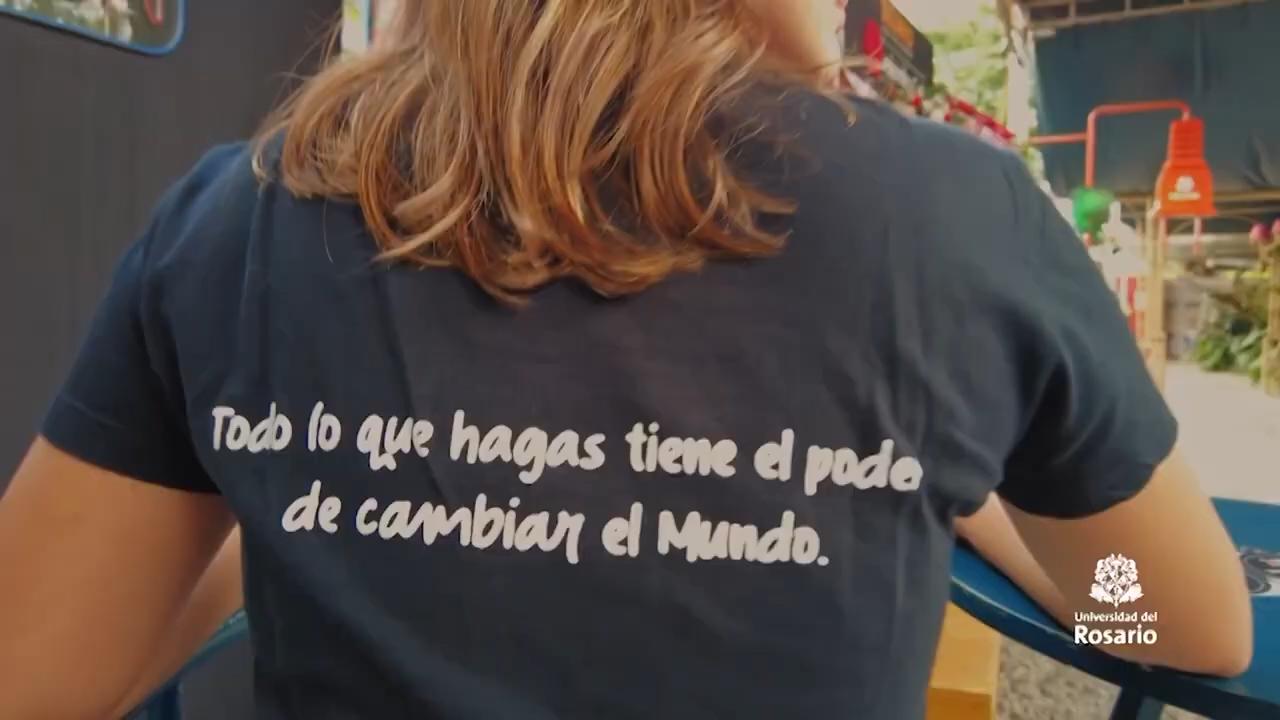 Todo lo que hagas tiene el pode
de cambiar el Mundo.
Universidad del
Rosario